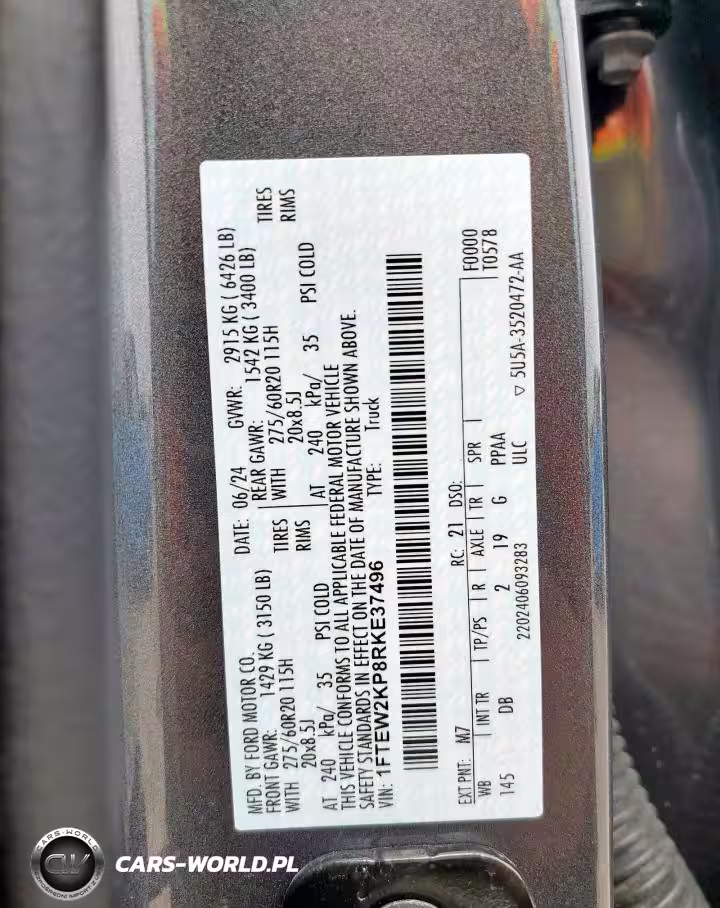 MFD. BY FORD MOTOR CO.
DATE: 06/24 GVWR: 2915 KG ( 6426 LB)
FRONT GAWR: 1429 KG ( 3150 LB)
REAR GAWR: 1542 KG ( 3400 LB)
WITH 275/60R20 115H TIRES
WITH 275/60R20 115H TIRES
20x8.5J RIMS
20x8.5J RIMS
AT 240 kPa/ 35 PSI COLD
AT 240 kPa/ 35 PSI COLD
THIS VEHICLE CONFORMS TO ALL APPLICABLE FEDERAL MOTOR VEHICLE
SAFETY STANDARDS IN EFFECT ON THE DATE OF MANUFACTURE SHOWN ABOVE.
VIN: 1FTEW2KP8RKE37496 TYPE: Truck
EXT PNT: M7 RC: 21 DSO: F0000
WB INT TR TP/PS R AXLE TR SPR T0578
145 DB 2 19 G PPAA
2202406093283 ULC
▽ 5U5A-3520472-AA
CARS-WORLD
CARS-WORLD.PL